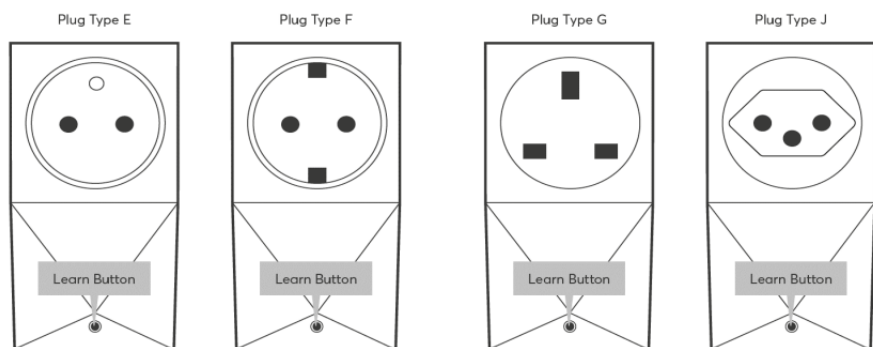 Plug Type E
Plug Type F
Plug Type G
Plug Type J
Learn Button
Learn Button
Learn Button
Learn Button